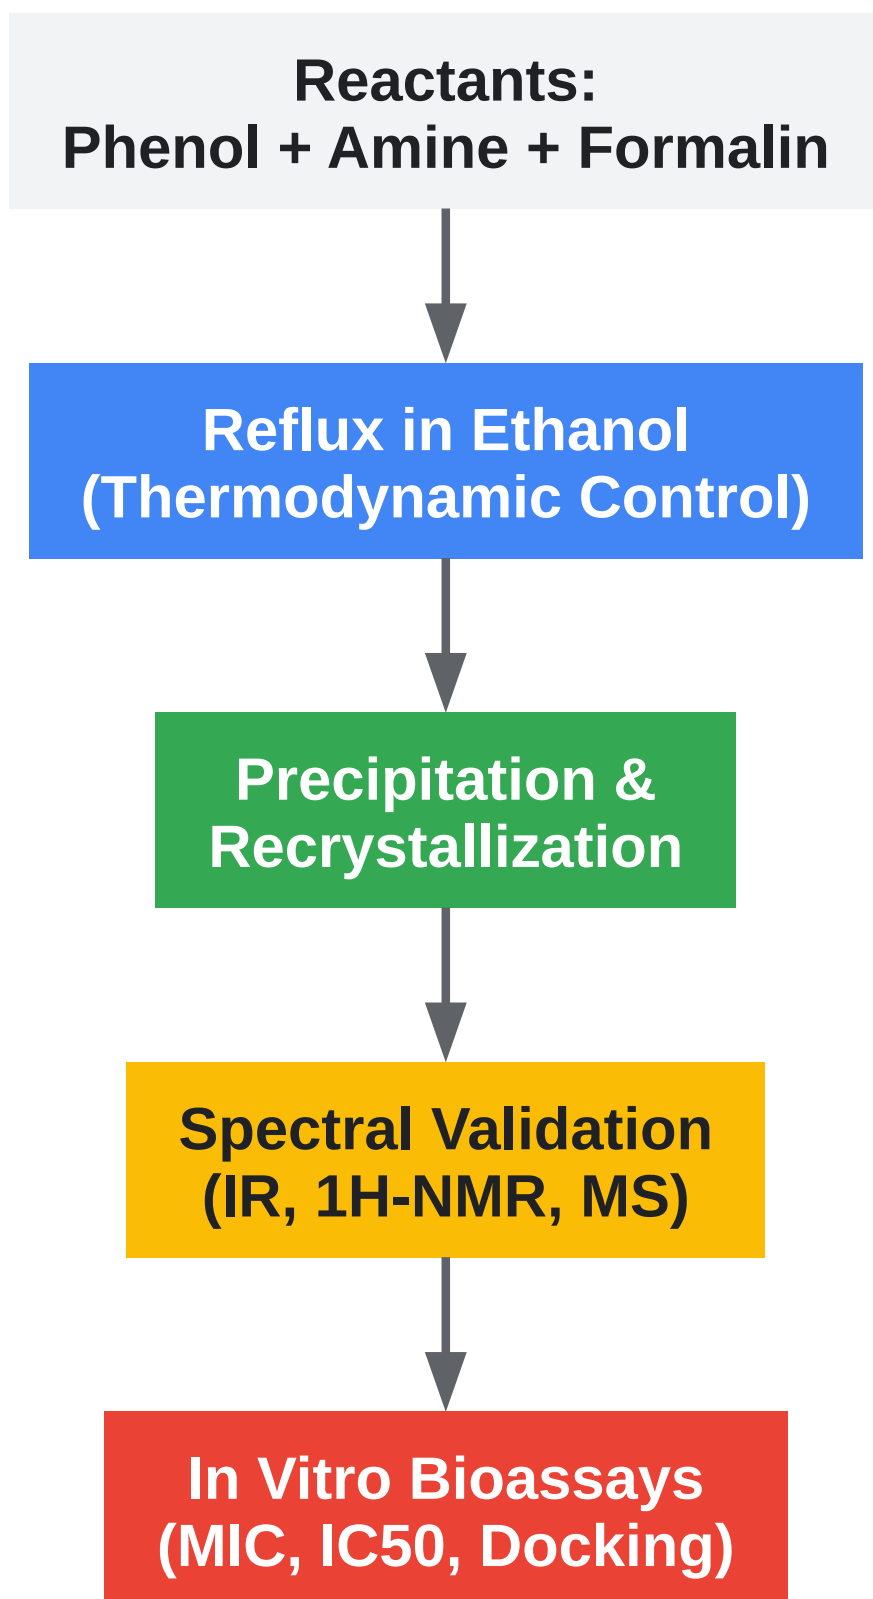 Reactants:
Phenol + Amine + Formalin
Reflux in Ethanol
(Thermodynamic Control)
Precipitation &
Recrystallization
Spectral Validation
(IR, 1H-NMR, MS)
In Vitro Bioassays
(MIC, IC50, Docking)